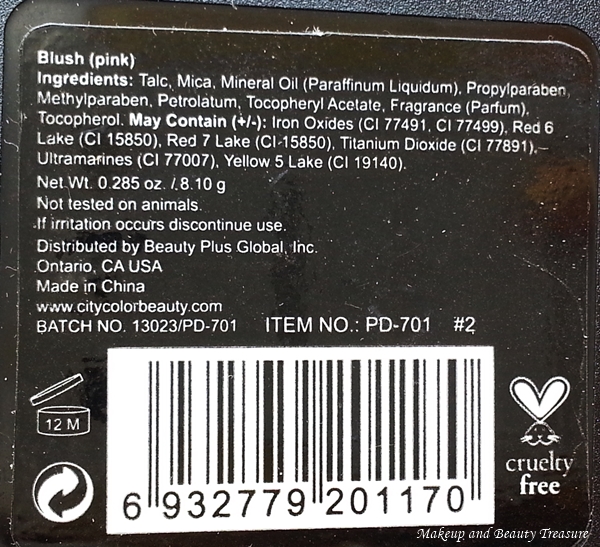 Blush (pink)
Ingredients: Talc, Mica, Mineral Oil (Paraffinum Liquidum), Propylparaben,
Methylparaben, Petrolatum, Tocopheryl Acetate, Fragrance (Parfum),
Tocopherol. May Contain (+/-): Iron Oxides (CI 77491, CI 77499), Red 6
Lake (CI 15850), Red 7 Lake (CI 15850), Titanium Dioxide (CI 77891),
Ultramarines (CI 77007), Yellow 5 Lake (CI 19140).
Net Wt. 0.285 oz. / 8.10 g
Not tested on animals.
If irritation occurs discontinue use.
Distributed by Beauty Plus Global, Inc.
Ontario, CA USA
Made in China
www.citycolorbeauty.com
BATCH NO. 13023/PD-701 ITEM NO.: PD-701 #2
12 M
cruelty
free
6 932779 201170
Makeup and Beauty Treasure